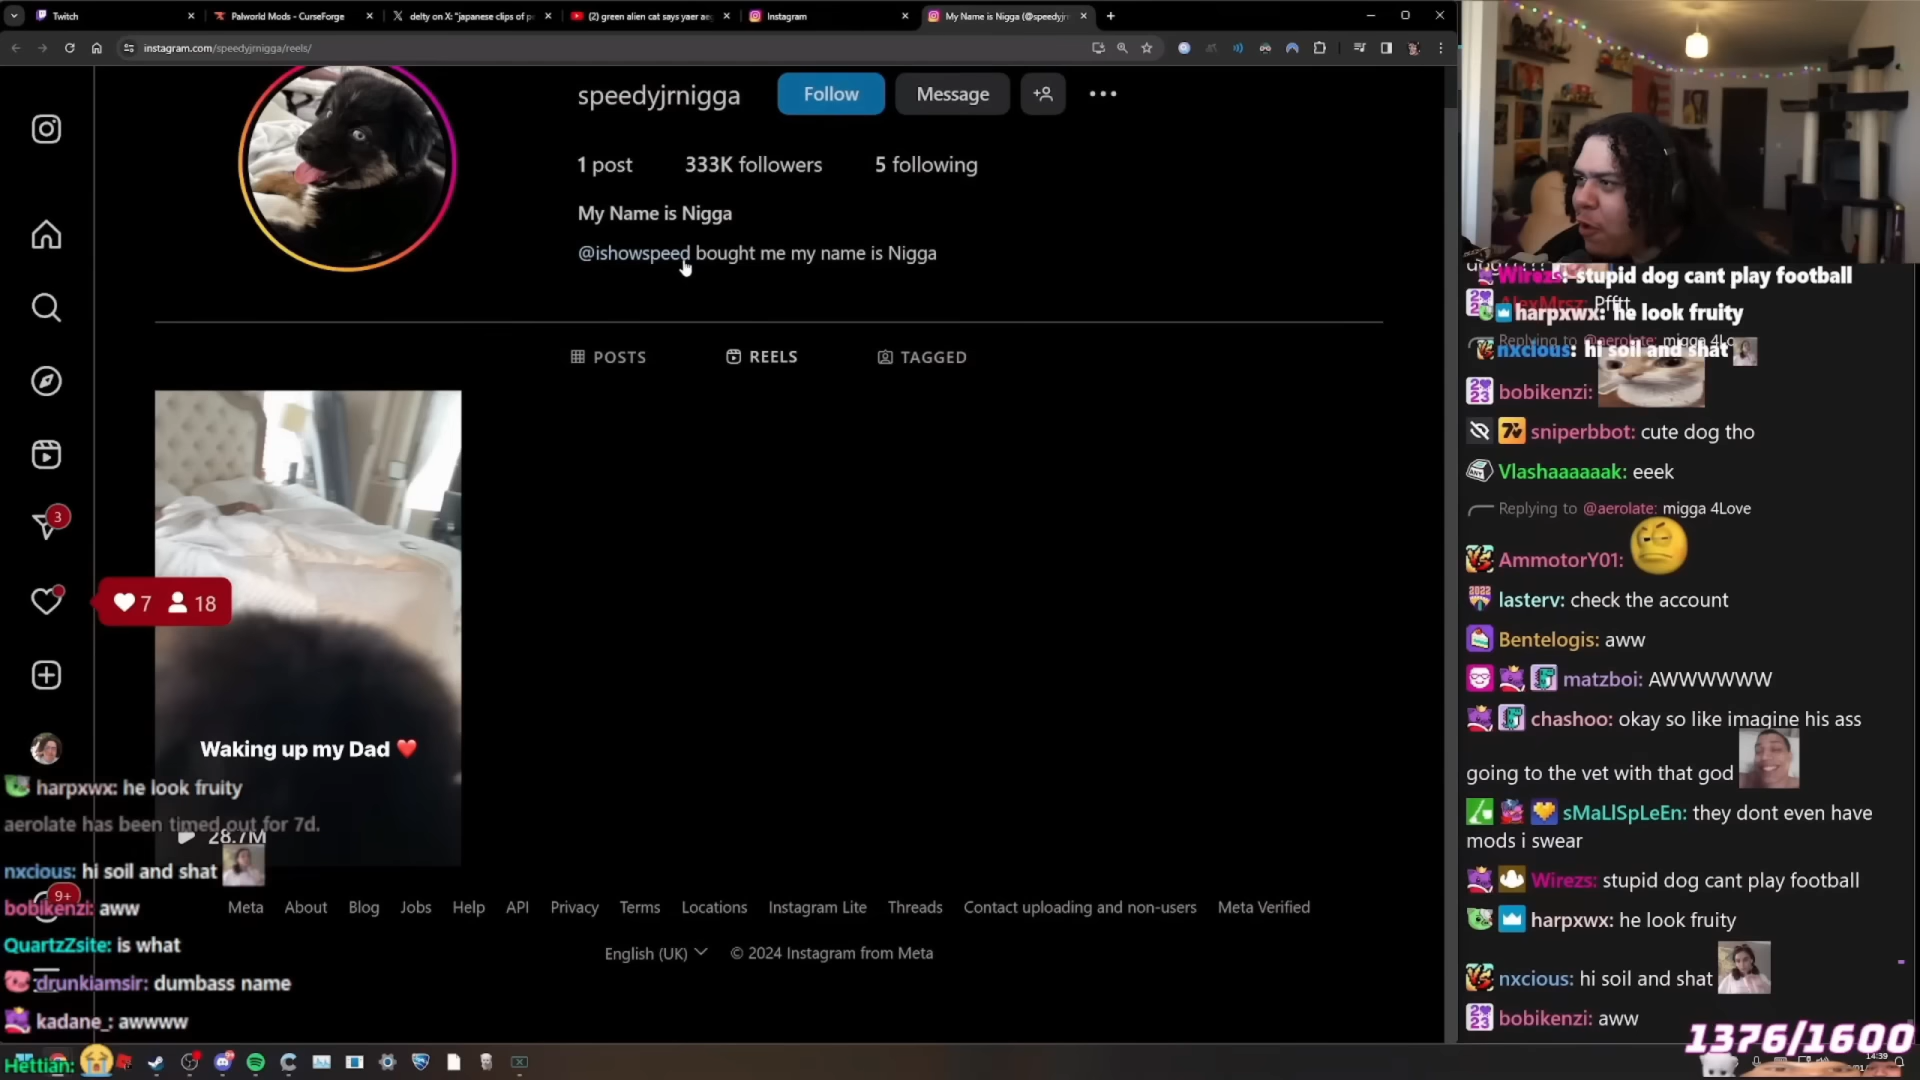 Twitch
Palworld Mods - CurseForge
delty on X: "japanese clips of p
(2) green alien cat says yaer ae
Instagram
My Name is Nigga (@speedyjrn
instagram.com/speedyjrnigga/reels/
speedyjrnigga
Follow
Message
1 post
333K followers
5 following
My Name is Nigga
@ishowspeed bought me my name is Nigga
POSTS
REELS
TAGGED
3
7
18
Waking up my Dad
28.7M
harpxwx: he look fruity
aerolate has been timed out for 7d.
nxcious: hi soil and shat
9+
bobikenzi: aww
QuartzZsite: is what
drunkiamsir: dumbass name
kadane_: awwww
Hettian:
Meta
About
Blog
Jobs
Help
API
Privacy
Terms
Locations
Instagram Lite
Threads
Contact uploading and non-users
Meta Verified
English (UK)
© 2024 Instagram from Meta
Wirezs: stupid dog cant play football
AlexMrsz: Pfftt
harpxwx: he look fruity
Replying to @aerolate: migga 4Lo
nxcious: hi soil and shat
bobikenzi:
sniperbbot: cute dog tho
Vlashaaaaaak: eeek
Replying to @aerolate: migga 4Love
AmmotorY01:
lasterv: check the account
Bentelogis: aww
matzboi: AWWWWWW
chashoo: okay so like imagine his ass
going to the vet with that god
sMaLlSpLeEn: they dont even have
mods i swear
Wirezs: stupid dog cant play football
harpxwx: he look fruity
nxcious: hi soil and shat
bobikenzi: aww
1376/1600
14:39